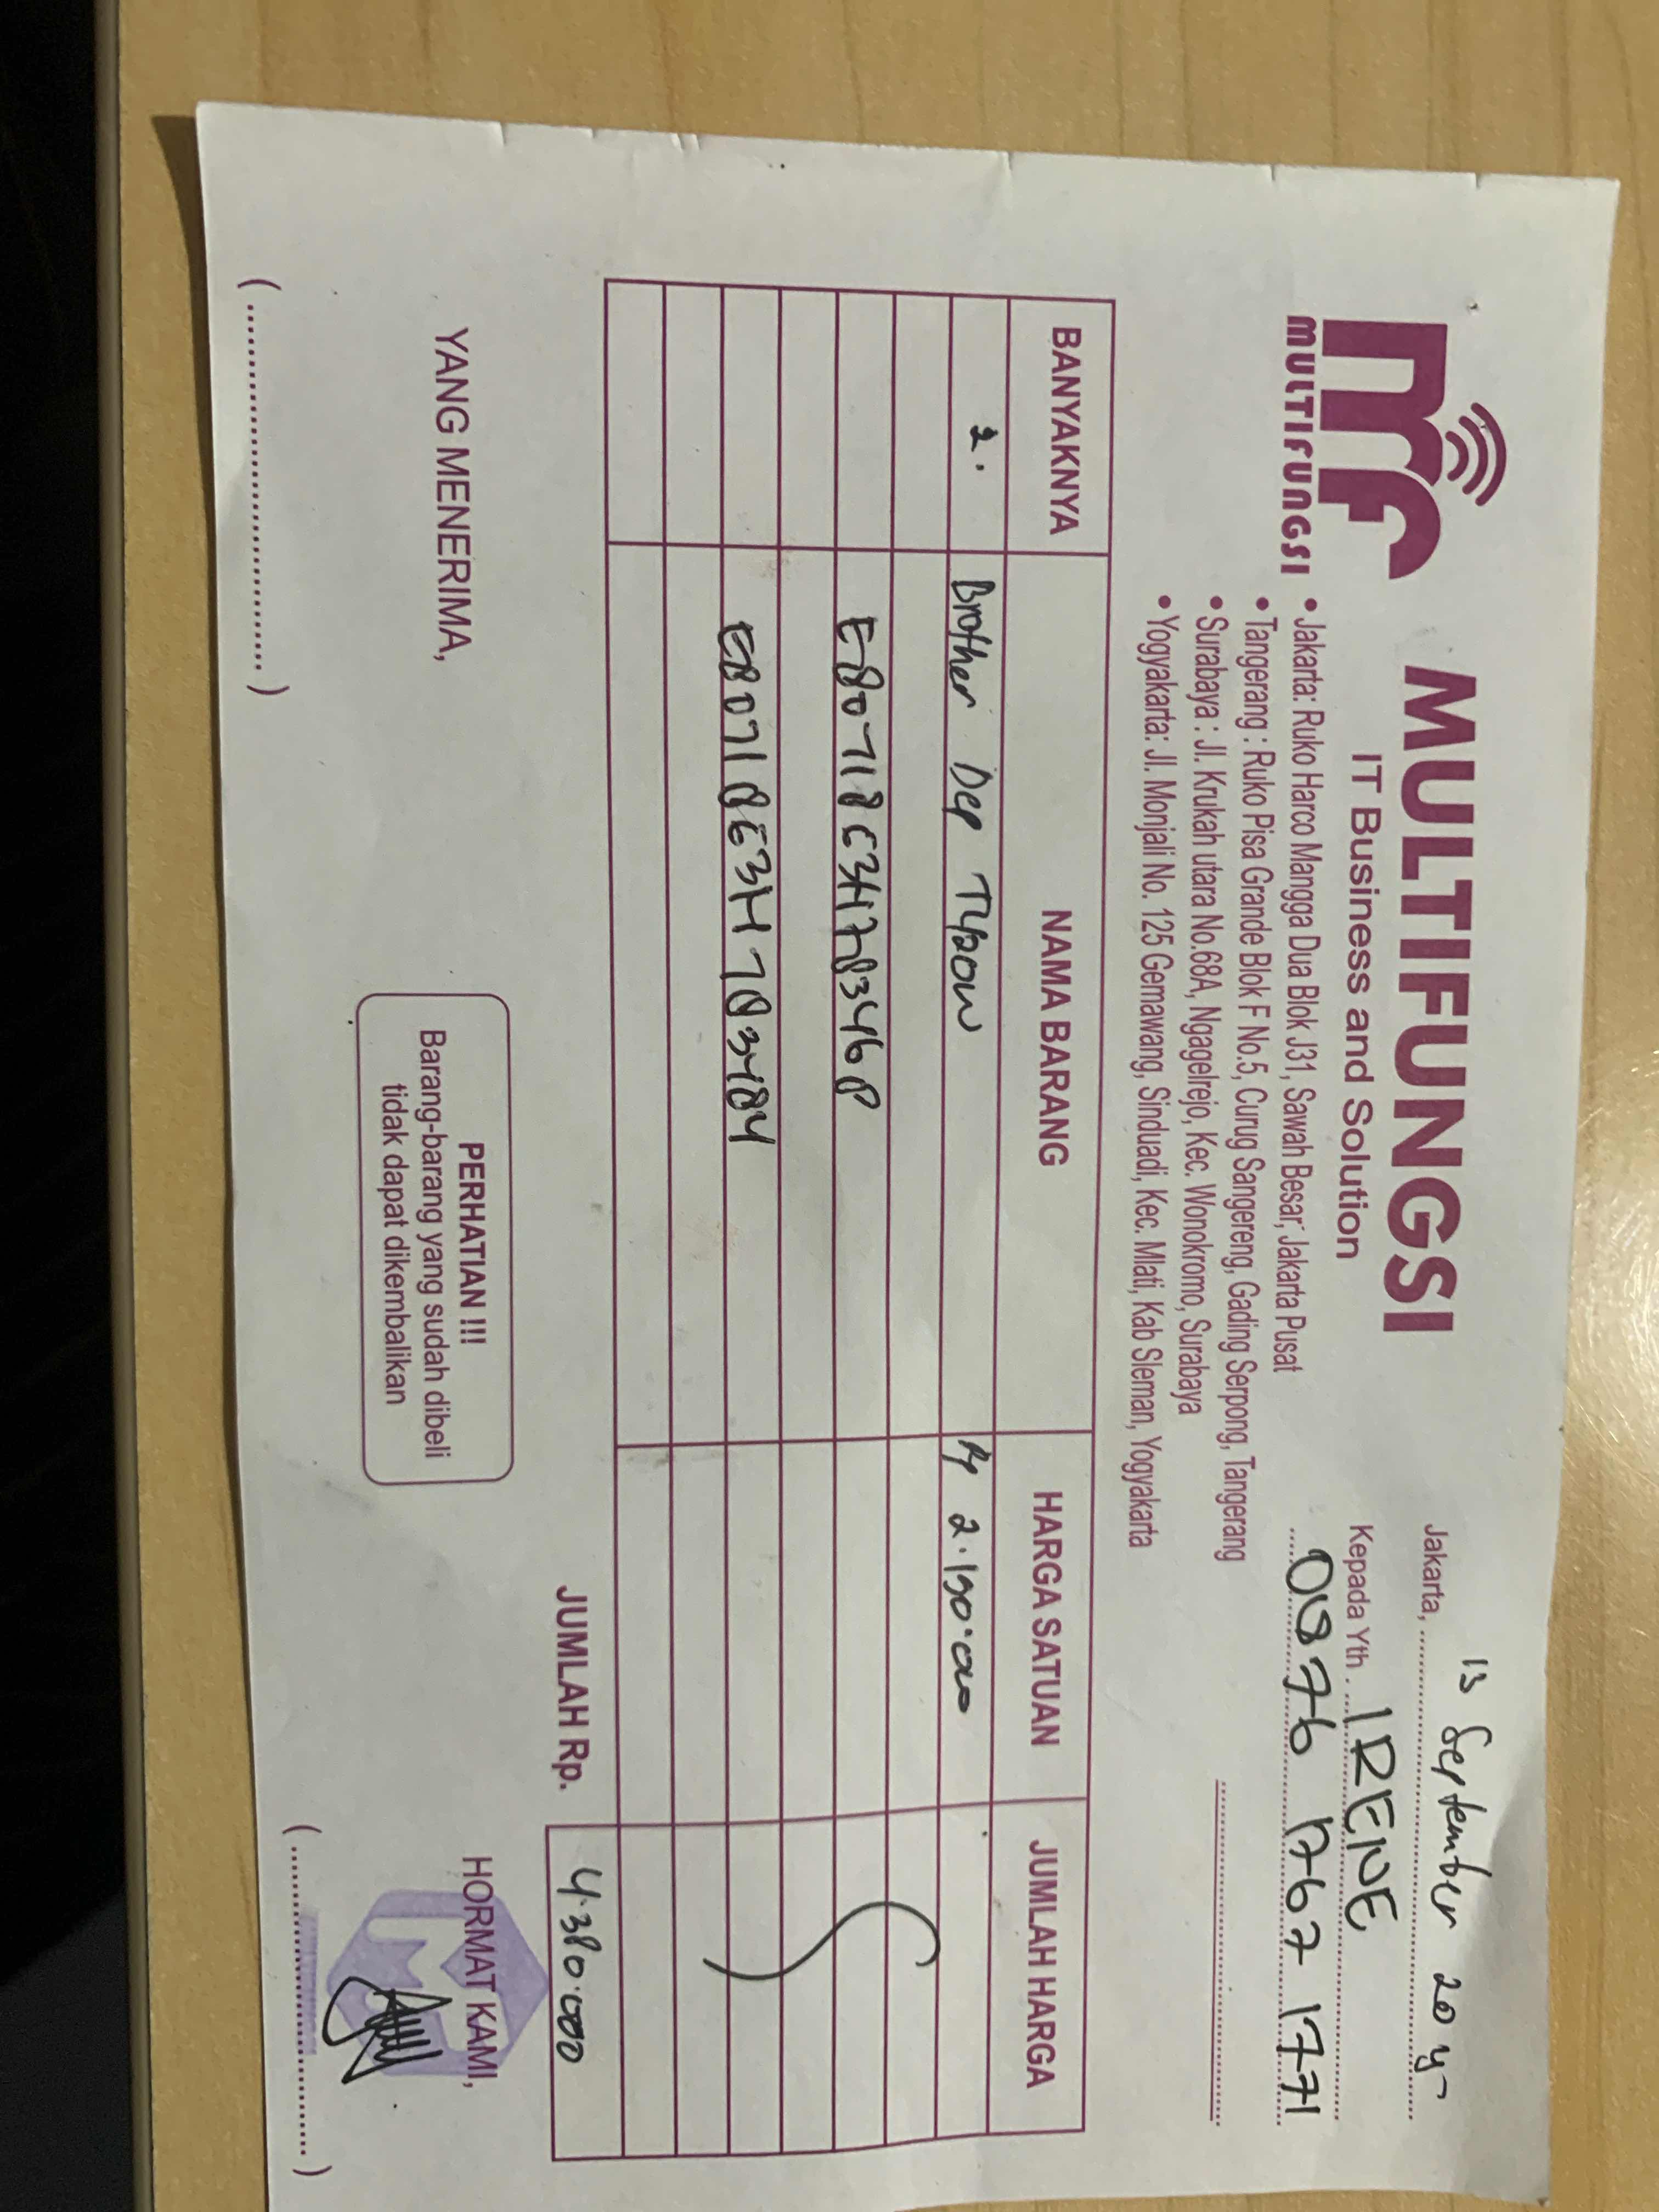 MULTIFUNGSI
MULTIFUNGSI
IT Business and Solution
• Jakarta: Ruko Harco Mangga Dua Blok J31, Sawah Besar, Jakarta Pusat
• Tangerang : Ruko Pisa Grande Blok F No.5, Curug Sangereng, Gading Serpong, Tangerang
• Surabaya : Jl. Krukah utara No.68A, Ngagelrejo, Kec. Wonokromo, Surabaya
• Yogyakarta: Jl. Monjali No. 125 Gemawang, Sinduadi, Kec. Mlati, Kab Sleman, Yogyakarta
Jakarta, 13 September
Kepada Yth. IRENE
0876 1767 1771
BANYAKNYA NAMA BARANG HARGA SATUAN JUMLAH HARGA
2. Brother Dcp T420W Rp 2.190.000
E80718C3H783468
E80718E3H783484
JUMLAH Rp. 4.380.000
YANG MENERIMA,
PERHATIAN !!!
Barang-barang yang sudah dibeli
tidak dapat dikembalikan
HORMAT KAMI,